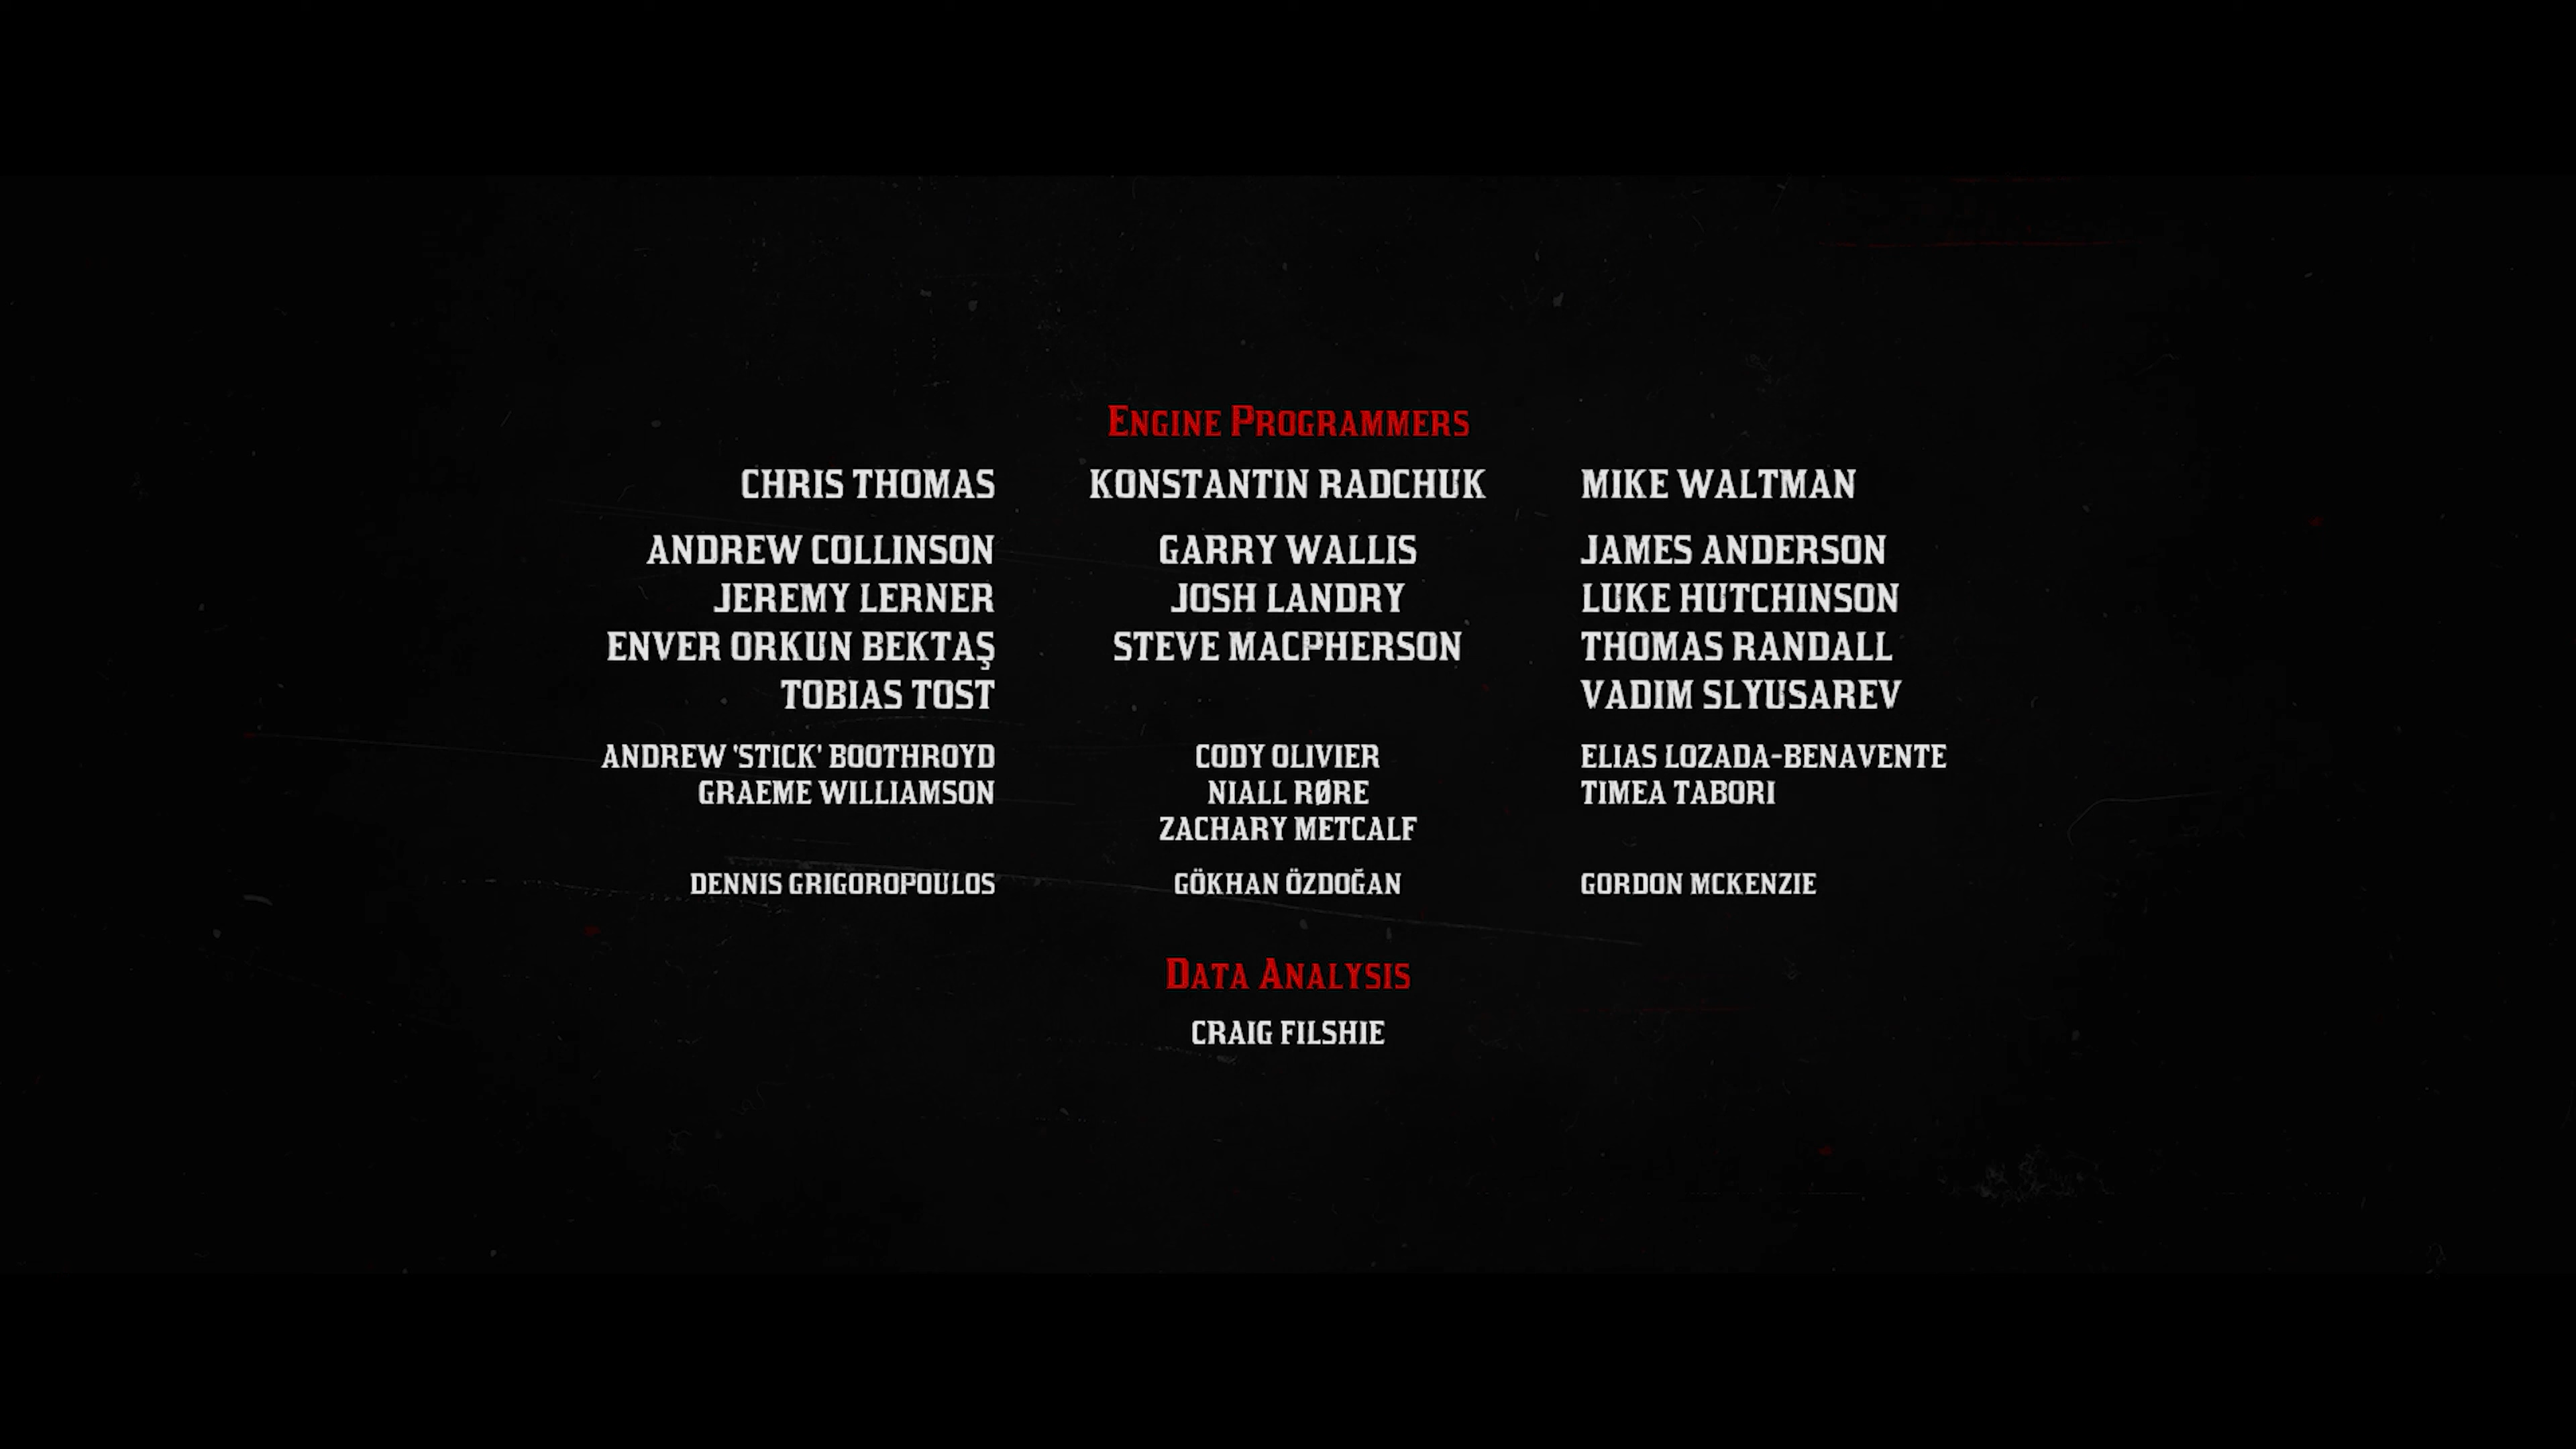 Engine Programmers
CHRIS THOMAS KONSTANTIN RADCHUK MIKE WALTMAN
ANDREW COLLINSON GARRY WALLIS JAMES ANDERSON
JEREMY LERNER JOSH LANDRY LUKE HUTCHINSON
ENVER ORKUN BEKTAŞ STEVE MACPHERSON THOMAS RANDALL
TOBIAS TOST VADIM SLYUSAREV
ANDREW 'STICK' BOOTHROYD CODY OLIVIER ELIAS LOZADA-BENAVENTE
GRAEME WILLIAMSON NIALL RØRE TIMEA TABORI
ZACHARY METCALF
DENNIS GRIGOROPOULOS GÖKHAN ÖZDOĞAN GORDON MCKENZIE
Data Analysis
CRAIG FILSHIE